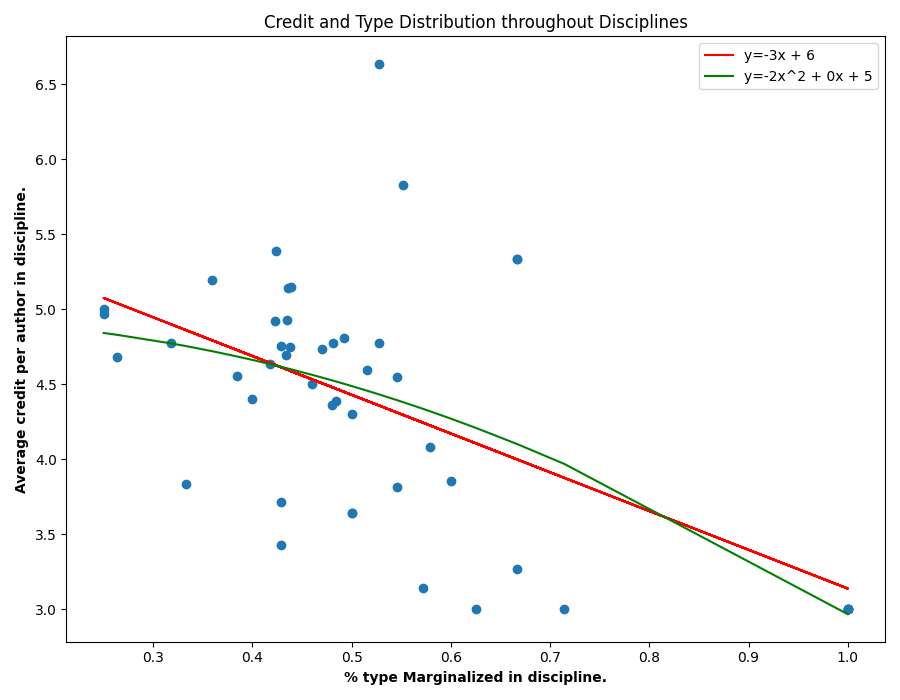 Credit and Type Distribution throughout Disciplines
y=-3x + 6
y=-2x^2 + 0x + 5
Average credit per author in discipline.
6.5
6.0
5.5
5.0
4.5
4.0
3.5
3.0
0.3 0.4 0.5 0.6 0.7 0.8 0.9 1.0
% type Marginalized in discipline.